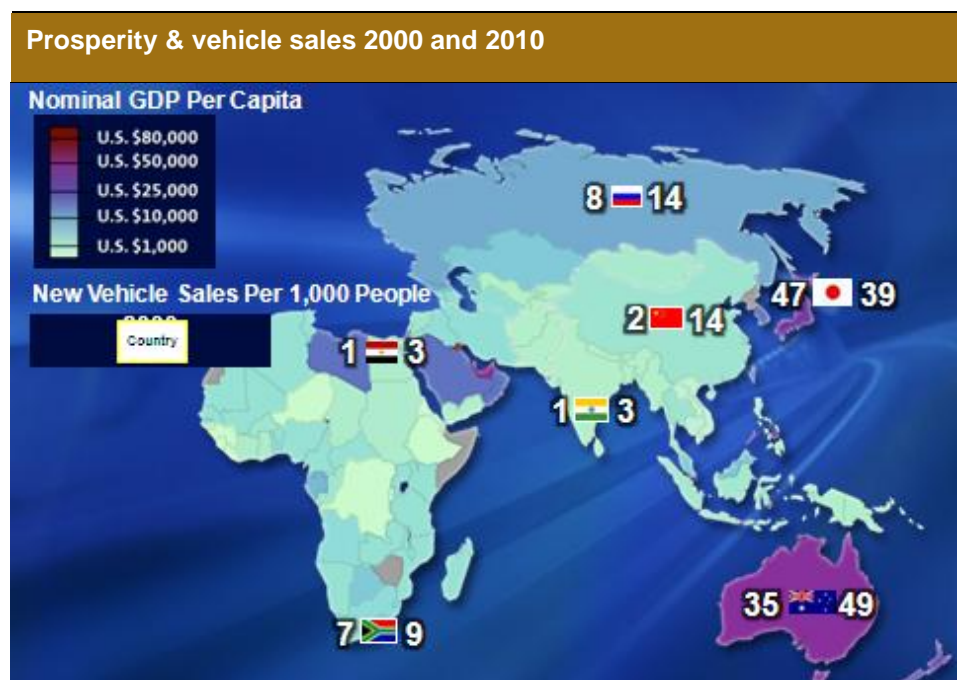 Prosperity & vehicle sales 2000 and 2010
Nominal GDP Per Capita
U.S. $80,000
U.S. $50,000
U.S. $25,000
U.S. $10,000
U.S. $1,000
8 14
New Vehicle Sales Per 1,000 People
47 39
2 14
Country
1 3
1 3
35 49
7 9